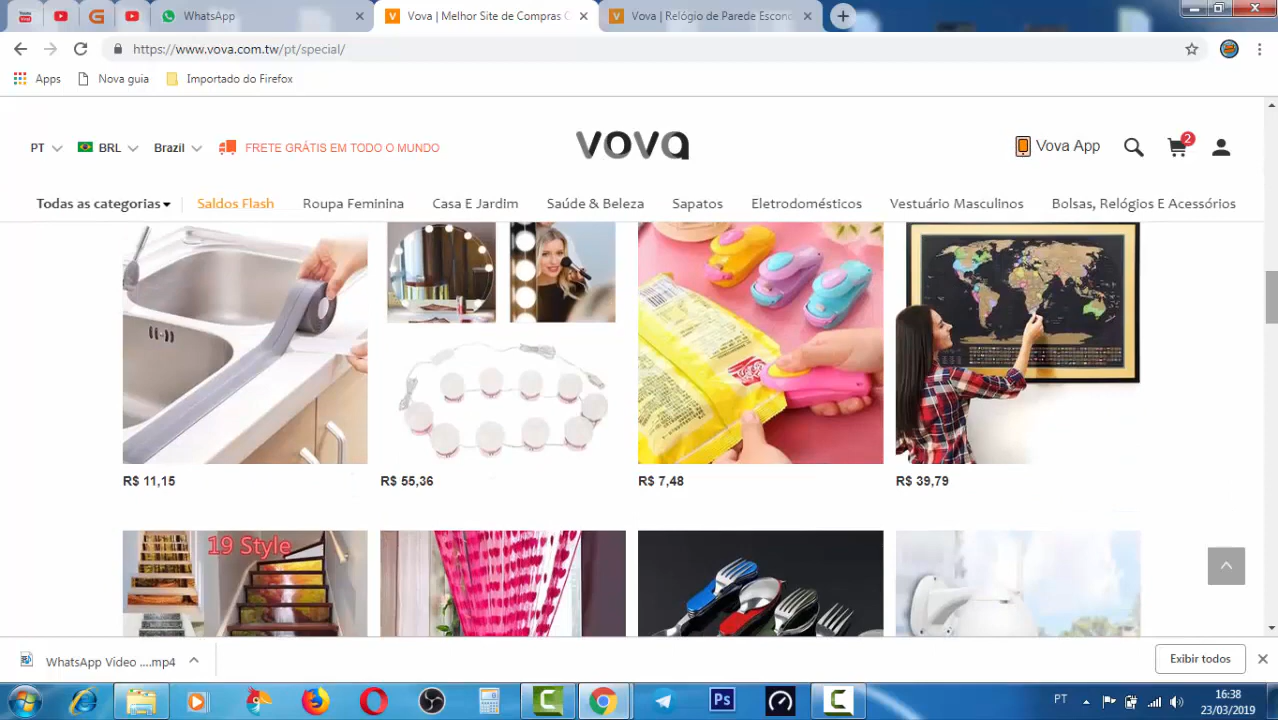 WhatsApp
Vova | Melhor Site de Compras C
Vova | Relógio de Parede Escond
https://www.vova.com.tw/pt/special/
Apps
Nova guia
Importado do Firefox
PT
BRL
Brazil
FRETE GRÁTIS EM TODO O MUNDO
vova
Vova App
2
Todas as categorias
Saldos Flash
Roupa Feminina
Casa E Jardim
Saúde & Beleza
Sapatos
Eletrodomésticos
Vestuário Masculinos
Bolsas, Relógios E Acessórios
R$ 11,15
R$ 55,36
R$ 7,48
R$ 39,79
19 Style
WhatsApp Vídeo ....mp4
Exibir todos
Ps
PT
16:38
23/03/2019